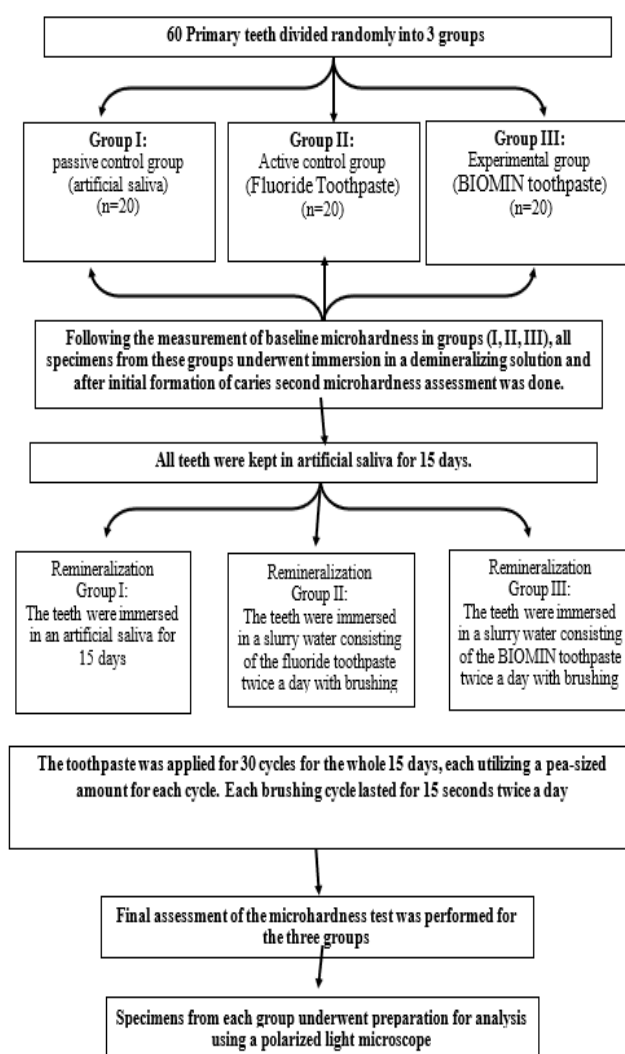 60 Primary teeth divided randomly into 3 groups
Group I:
passive control group
(artificial saliva)
(n=20)
Group II:
Active control group
(Fluoride Toothpaste)
(n=20)
Group III:
Experimental group
(BIOMIN toothpaste)
(n=20)
Following the measurement of baseline microhardness in groups (I, II, III), all
specimens from these groups underwent immersion in a demineralizing solution and
after initial formation of caries second microhardness assessment was done.
All teeth were kept in artificial saliva for 15 days.
Remineralization
Group I:
The teeth were immersed
in an artificial saliva for
15 days
Remineralization
Group II:
The teeth were immersed
in a slurry water consisting
of the fluoride toothpaste
twice a day with brushing
Remineralization
Group III:
The teeth were immersed
in a slurry water consisting
of the BIOMIN toothpaste
twice a day with brushing
The toothpaste was applied for 30 cycles for the whole 15 days, each utilizing a pea-sized
amount for each cycle. Each brushing cycle lasted for 15 seconds twice a day
Final assessment of the microhardness test was performed for
the three groups
Specimens from each group underwent preparation for analysis
using a polarized light microscope